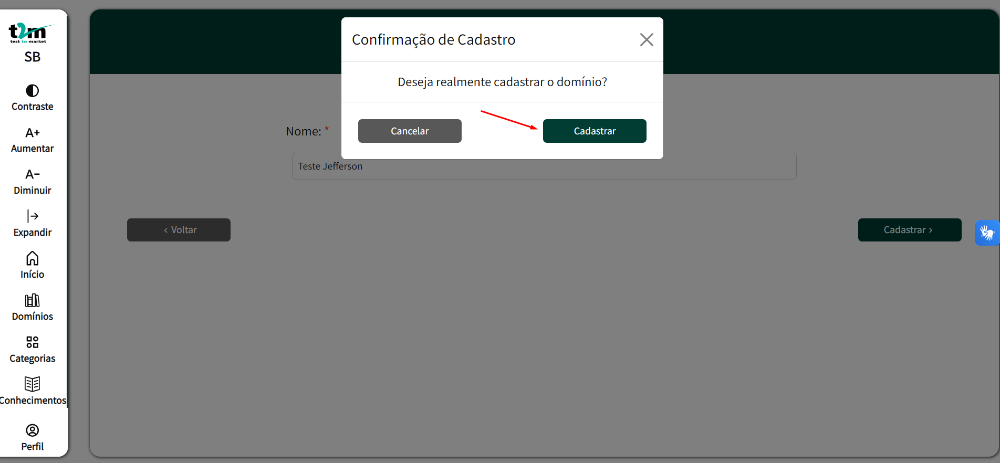 t2m
test to market
SB
Contraste
A+
Aumentar
A-
Diminuir
Expandir
Início
Domínios
Categorias
Conhecimentos
Perfil
Confirmação de Cadastro
Deseja realmente cadastrar o domínio?
Cancelar
Cadastrar
Nome: *
Teste Jefferson
‹ Voltar
Cadastrar ›